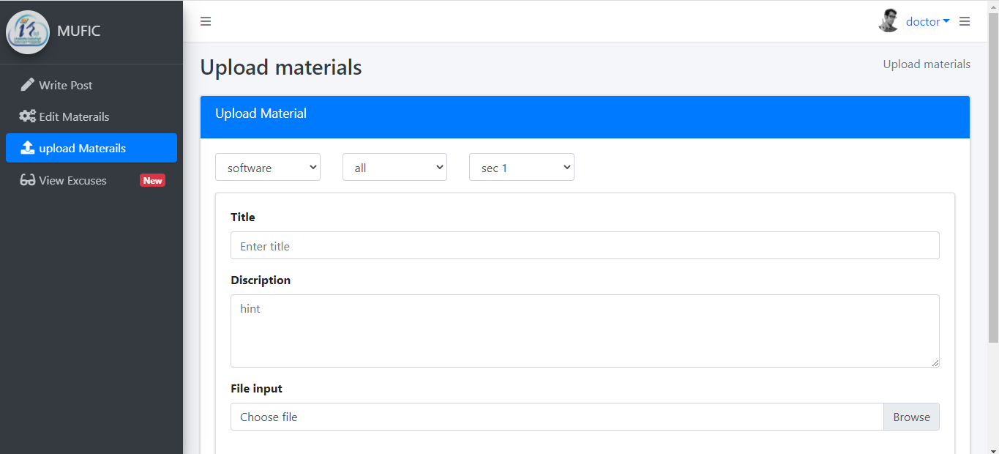 MUFIC
doctor
Write Post
Edit Materails
upload Materails
View Excuses New
Upload materials
Upload materials
Upload Material
software all sec 1
Title
Enter title
Discription
hint
File input
Choose file Browse